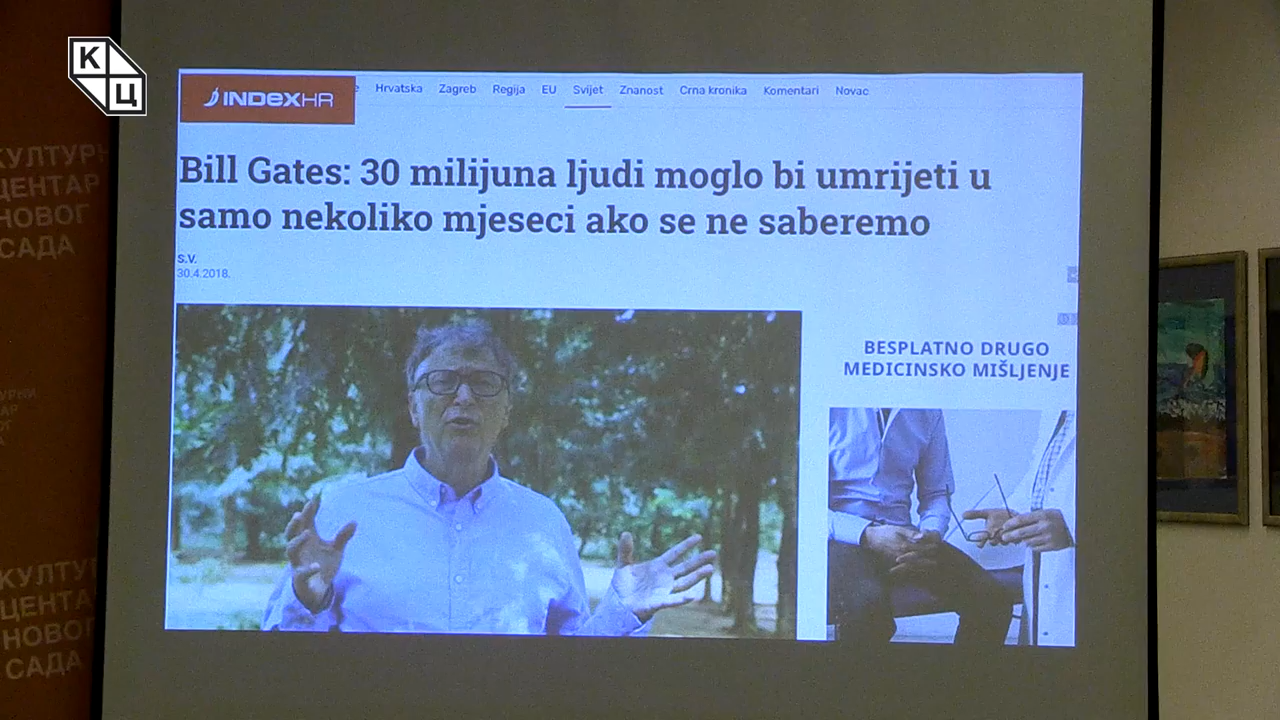 К
Ц
КУЛТУРН
ЦЕНТАР
НОВОГ
САДА
INDEXHR
Hrvatska Zagreb Regija EU Svijet Znanost Crna kronika Komentari Novac
Bill Gates: 30 milijuna ljudi moglo bi umrijeti u
samo nekoliko mjeseci ako se ne saberemo
S.V.
30.4.2018.
BESPLATNO DRUGO
MEDICINSKO MIŠLJENJE
КУЛТУ
ЦЕНТА
НОВОГ
САДА